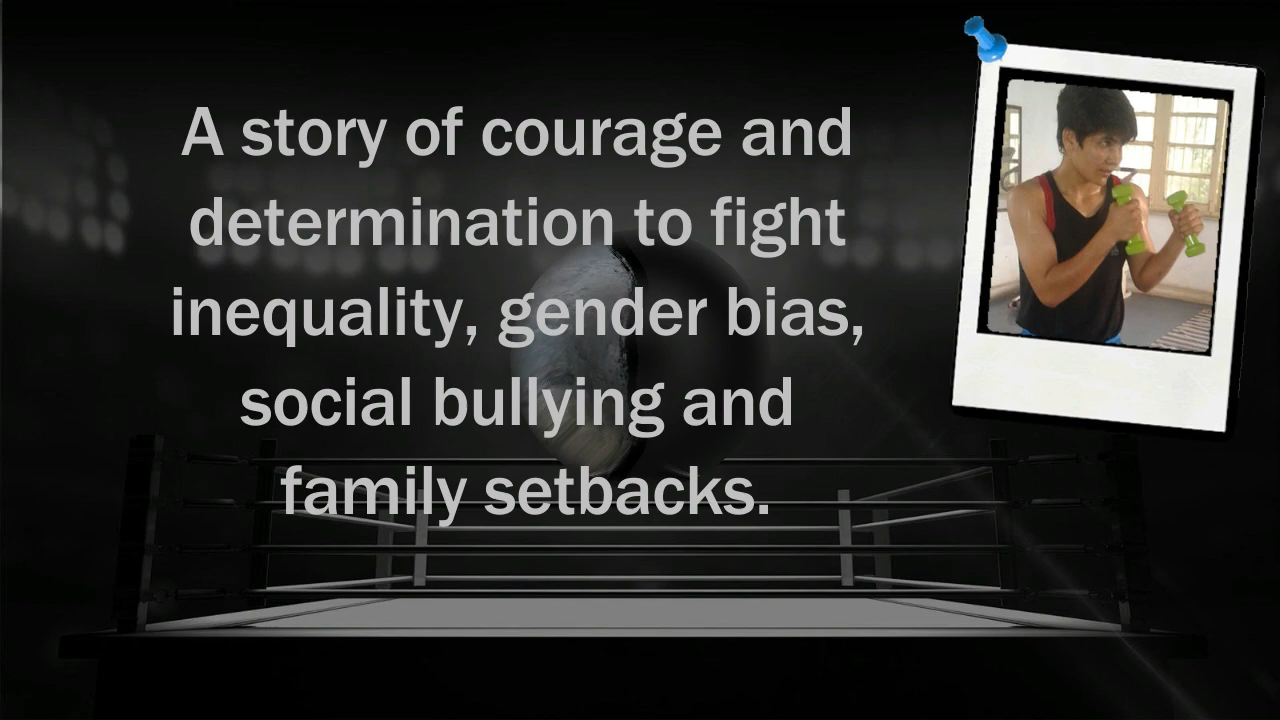 A story of courage and
determination to fight
inequality, gender bias,
social bullying and
family setbacks.